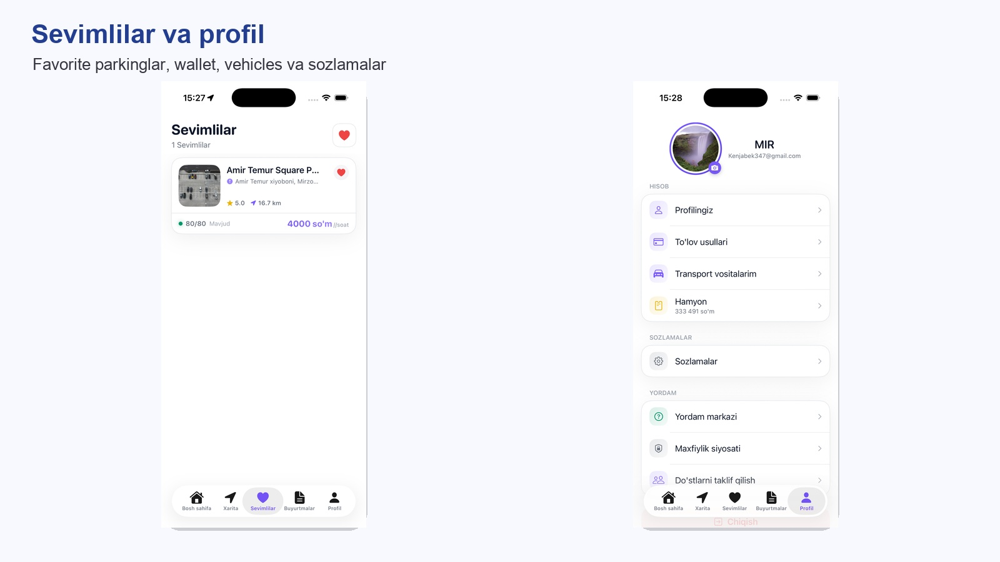 Sevimlilar va profil
Favorite parkinglar, wallet, vehicles va sozlamalar
15:27
Sevimlilar
1 Sevimlilar
Amir Temur Square P...
Amir Temur xiyoboni, Mirzo...
5.0 16.7 km
80/80 Mavjud 4000 so'm //soat
Bosh sahifa Xarita Sevimlilar Buyurtmalar Profil
15:28
MIR
Kenjabek347@gmail.com
HISOB
Profilingiz
To'lov usullari
Transport vositalarim
Hamyon
333 491 so'm
SOZLAMALAR
Sozlamalar
YORDAM
Yordam markazi
Maxfiylik siyosati
Do'stlarni taklif qilish
Bosh sahifa Xarita Sevimlilar Buyurtmalar Profil
Chiqish